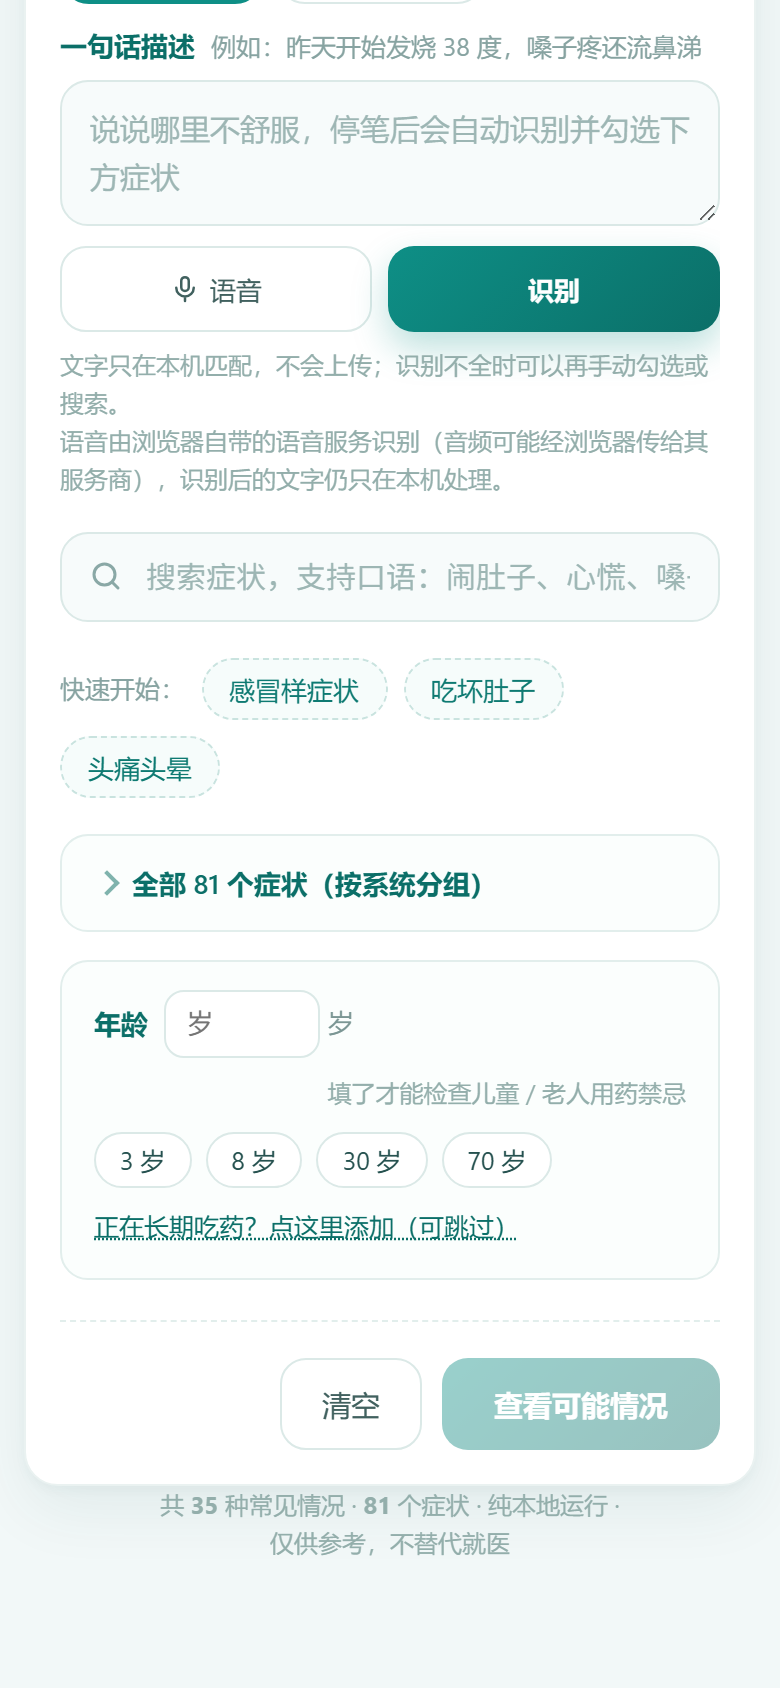 一句话描述 例如：昨天开始发烧 38 度，嗓子疼还流鼻涕
说说哪里不舒服，停笔后会自动识别并勾选下
方症状
语音
识别
文字只在本机匹配，不会上传；识别不全时可以再手动勾选或
搜索。
语音由浏览器自带的语音服务识别（音频可能经浏览器传给其
服务商），识别后的文字仍只在本机处理。
搜索症状，支持口语：闹肚子、心慌、嗓
快速开始：
感冒样症状
吃坏肚子
头痛头晕
全部 81 个症状（按系统分组）
年龄 岁 岁
填了才能检查儿童 / 老人用药禁忌
3 岁
8 岁
30 岁
70 岁
正在长期吃药？点这里添加（可跳过）
清空
查看可能情况
共 35 种常见情况 · 81 个症状 · 纯本地运行 ·
仅供参考，不替代就医